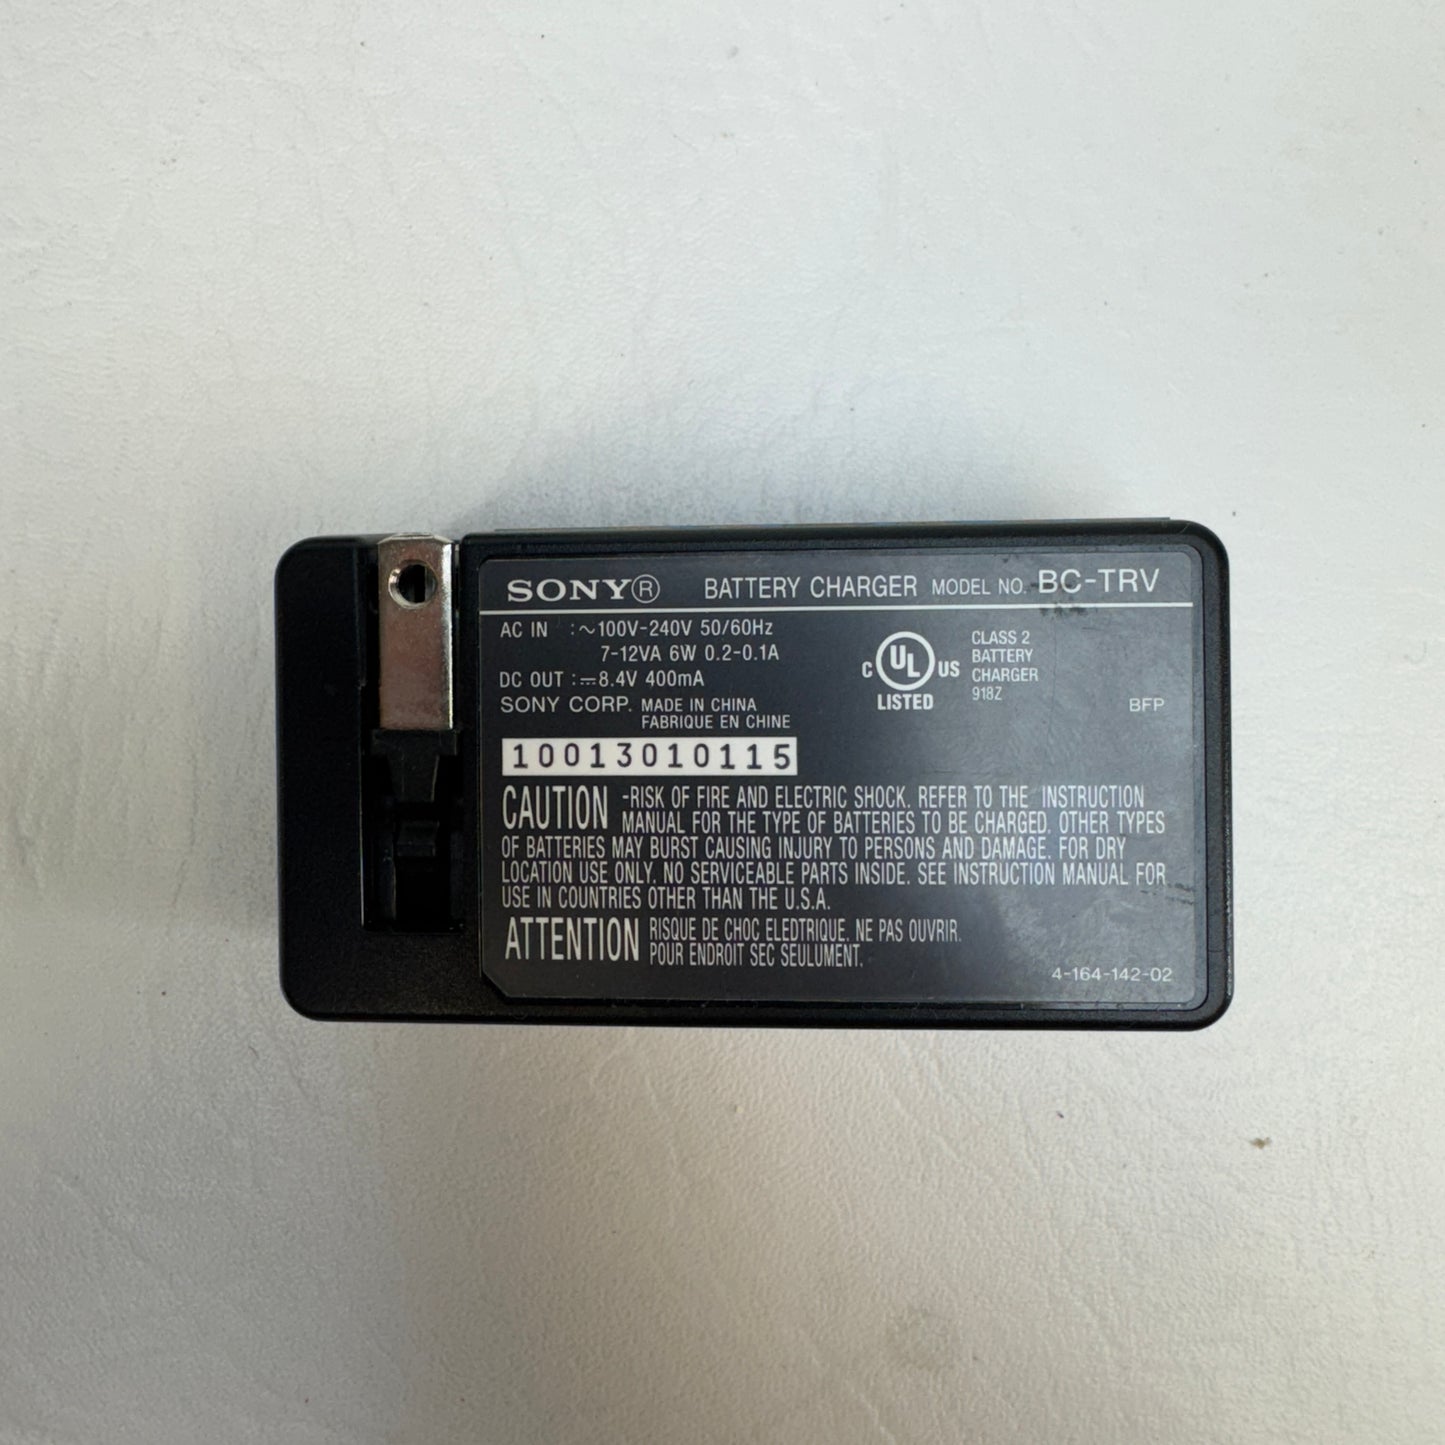 SONY® BATTERY CHARGER MODEL NO. BC-TRV
AC IN :~100V-240V 50/60Hz
7-12VA 6W 0.2-0.1A
DC OUT :⎓8.4V 400mA
SONY CORP. MADE IN CHINA
FABRIQUE EN CHINE
C UL US
LISTED
CLASS 2
BATTERY
CHARGER
918Z
BFP
10013010115
CAUTION -RISK OF FIRE AND ELECTRIC SHOCK. REFER TO THE INSTRUCTION
MANUAL FOR THE TYPE OF BATTERIES TO BE CHARGED. OTHER TYPES
OF BATTERIES MAY BURST CAUSING INJURY TO PERSONS AND DAMAGE. FOR DRY
LOCATION USE ONLY. NO SERVICEABLE PARTS INSIDE. SEE INSTRUCTION MANUAL FOR
USE IN COUNTRIES OTHER THAN THE U.S.A.
ATTENTION RISQUE DE CHOC ELEDTRIQUE. NE PAS OUVRIR.
POUR ENDROIT SEC SEULUMENT.
4-164-142-02